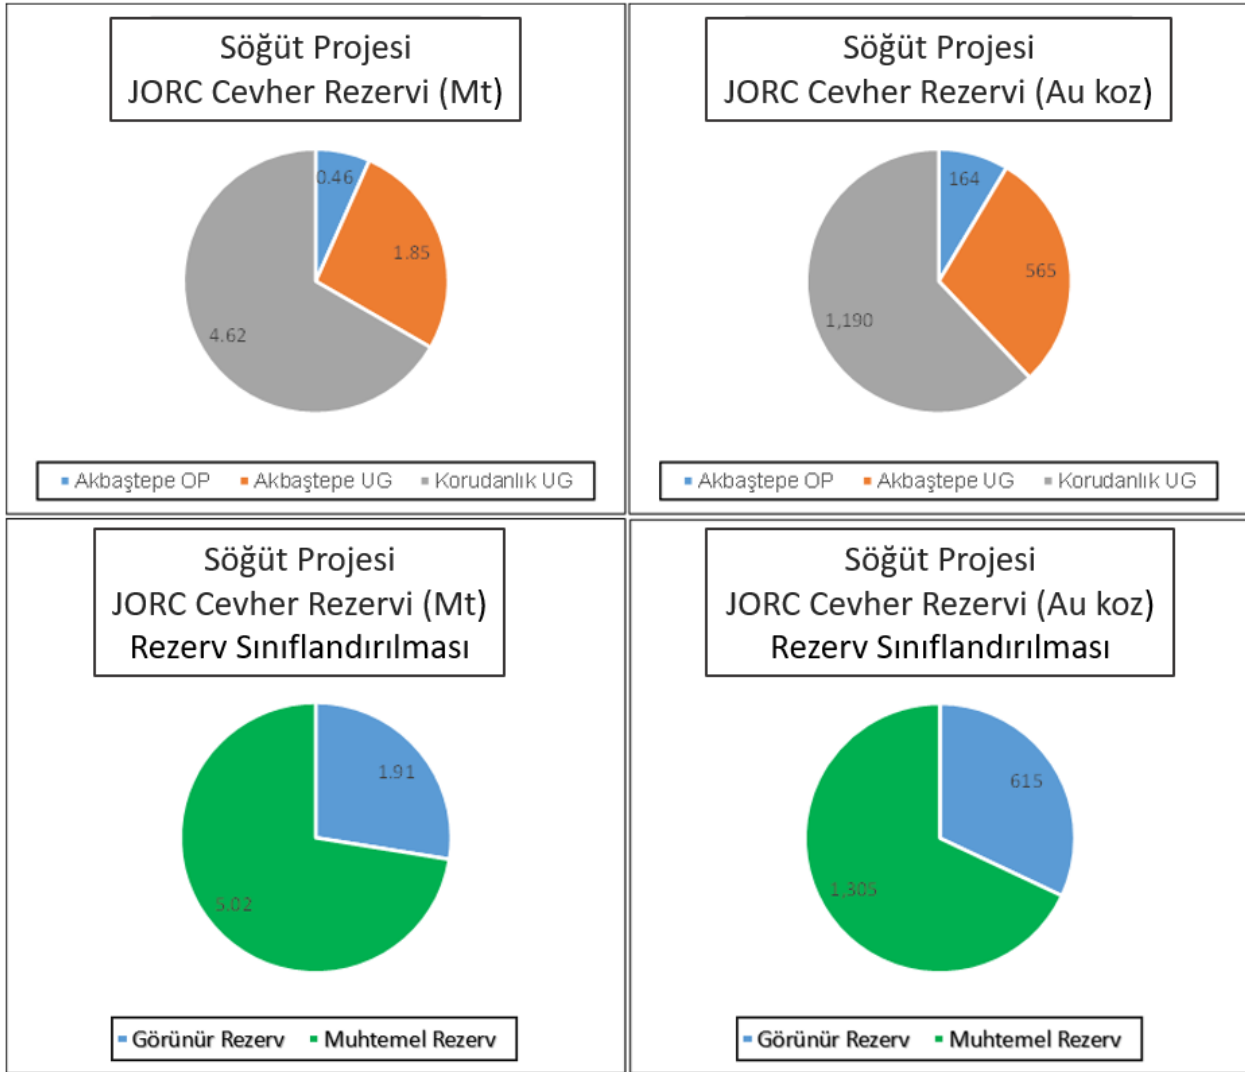 Söğüt Projesi
JORC Cevher Rezervi (Mt)
0.46
1.85
4.62
Akbaştepe OP Akbaştepe UG Korudanlık UG
Söğüt Projesi
JORC Cevher Rezervi (Au koz)
164
565
1,190
Akbaştepe OP Akbaştepe UG Korudanlık UG
Söğüt Projesi
JORC Cevher Rezervi (Mt)
Rezerv Sınıflandırılması
1.91
5.02
Görünür Rezerv Muhtemel Rezerv
Söğüt Projesi
JORC Cevher Rezervi (Au koz)
Rezerv Sınıflandırılması
615
1,305
Görünür Rezerv Muhtemel Rezerv